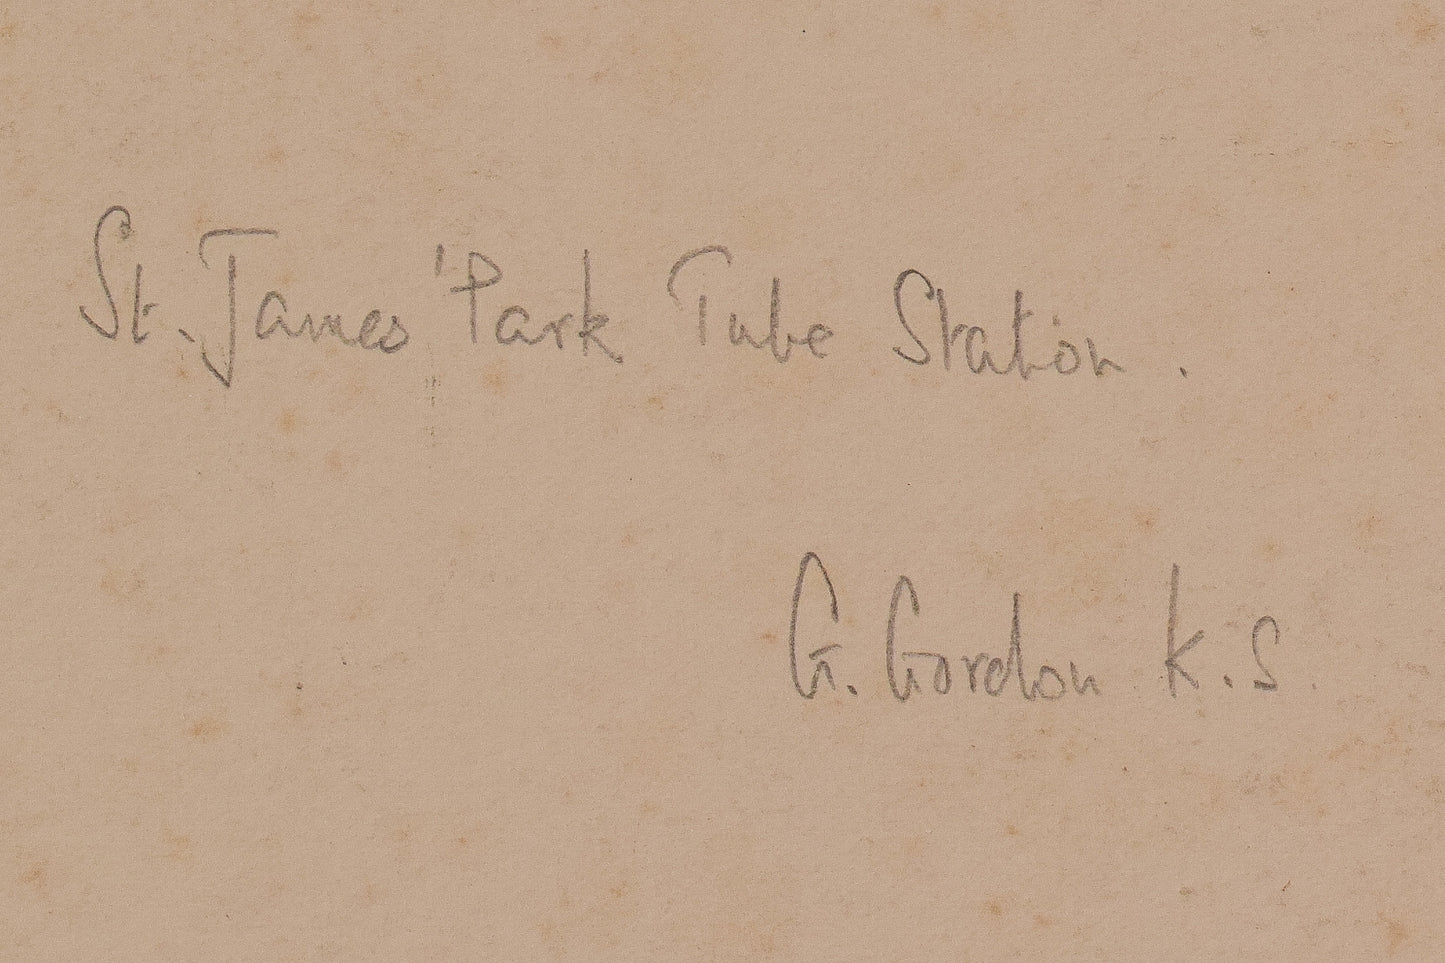 St. James' Park Tube Station.
G. Gordon K.S.